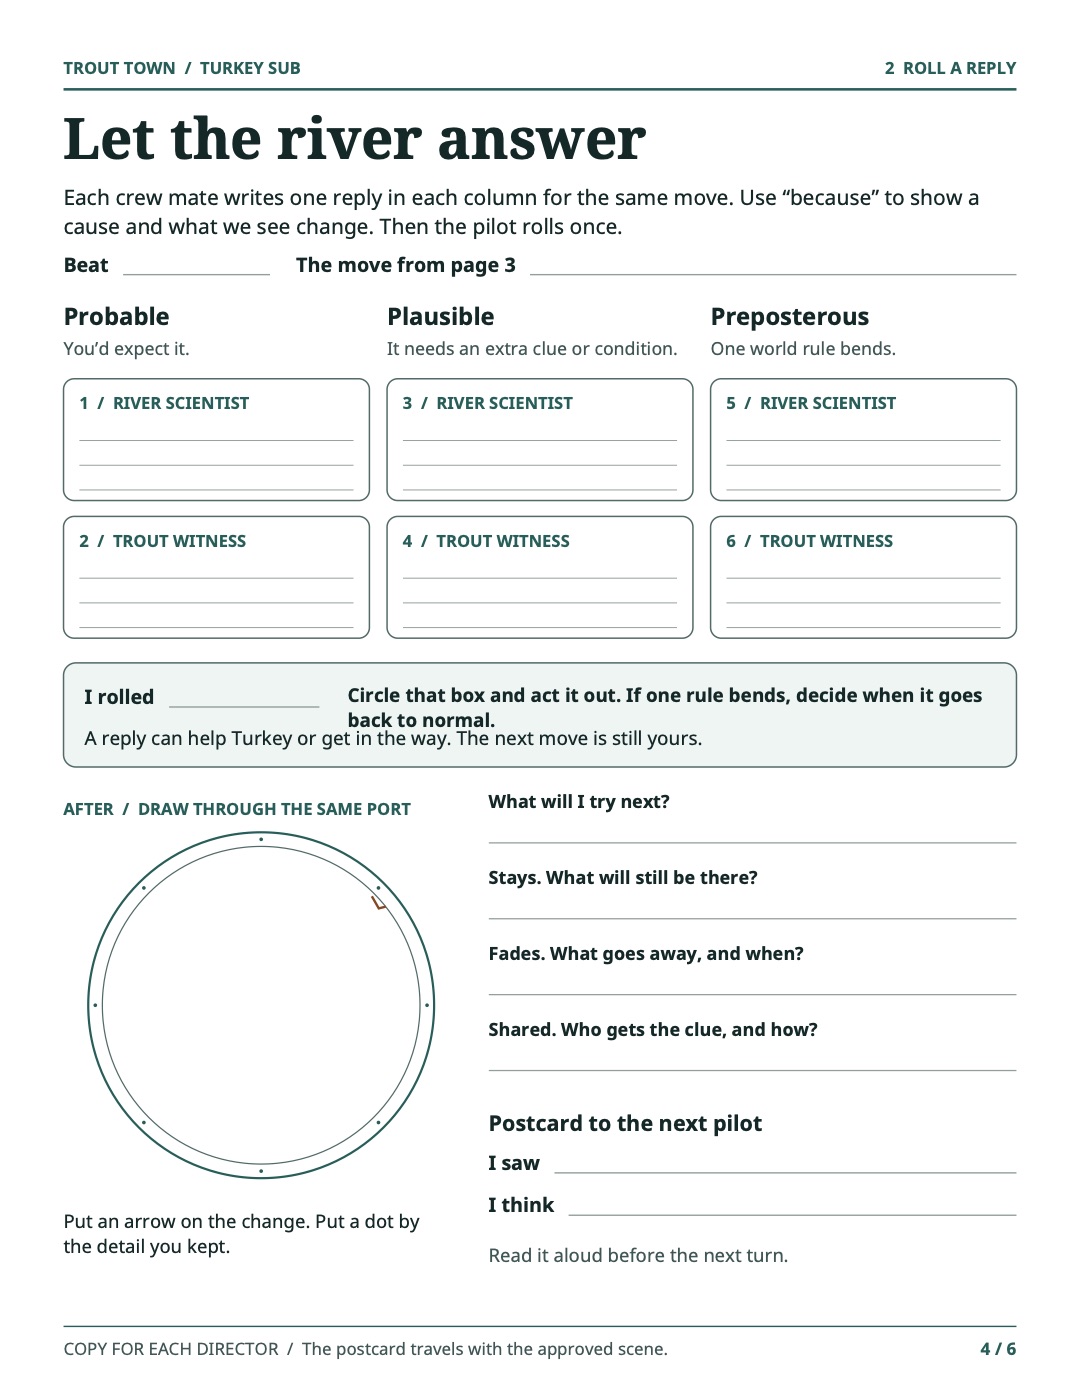 TROUT TOWN / TURKEY SUB
2 ROLL A REPLY
Let the river answer
Each crew mate writes one reply in each column for the same move. Use “because” to show a
cause and what we see change. Then the pilot rolls once.
Beat
The move from page 3
Probable
You’d expect it.
Plausible
It needs an extra clue or condition.
Preposterous
One world rule bends.
1 / RIVER SCIENTIST
3 / RIVER SCIENTIST
5 / RIVER SCIENTIST
2 / TROUT WITNESS
4 / TROUT WITNESS
6 / TROUT WITNESS
I rolled
Circle that box and act it out. If one rule bends, decide when it goes
back to normal.
A reply can help Turkey or get in the way. The next move is still yours.
AFTER / DRAW THROUGH THE SAME PORT
Put an arrow on the change. Put a dot by
the detail you kept.
What will I try next?
Stays. What will still be there?
Fades. What goes away, and when?
Shared. Who gets the clue, and how?
Postcard to the next pilot
I saw
I think
Read it aloud before the next turn.
COPY FOR EACH DIRECTOR / The postcard travels with the approved scene.
4 / 6